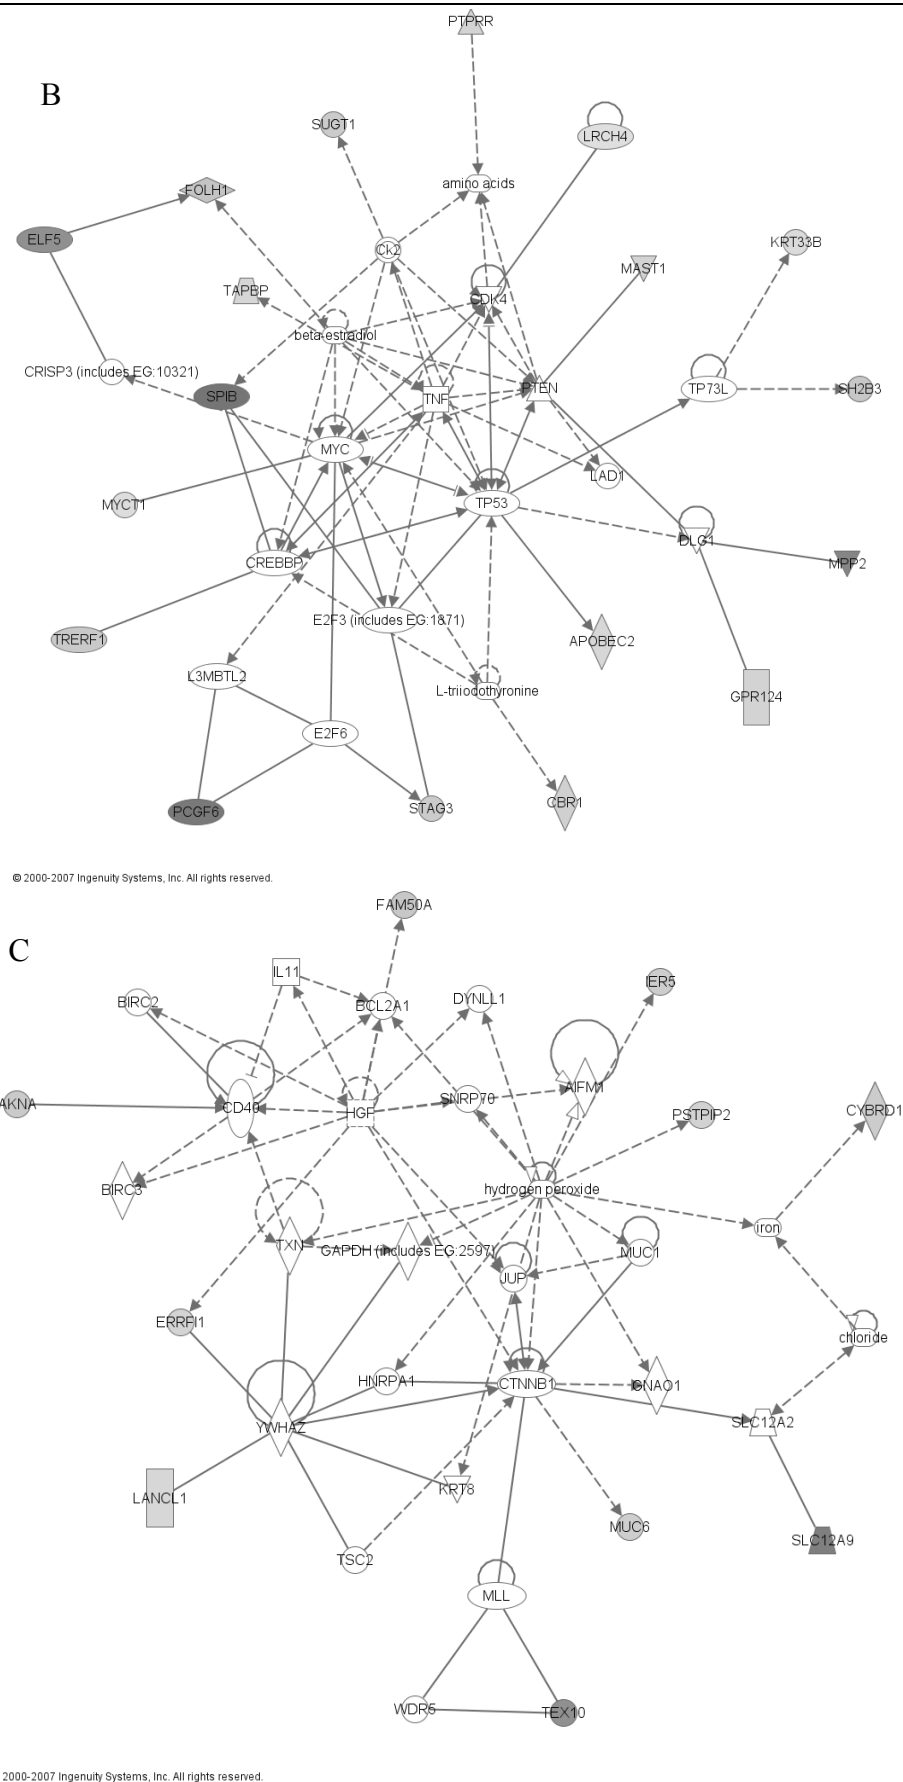 PTPRR
B
SUGT1
LRCH4
amino acids
FOLH1
ELF5
CK2
KRT33B
MAST1
TAPBP
CDK4
beta-estradiol
CRISP3 (includes EG:10321)
SPIB
TNF
PTEN
TP73L
SH2B3
MYC
LAD1
MYCT1
TP53
DLG1
CREBBP
MPP2
E2F3 (includes EG:1871)
TRERF1
APOBEC2
L3MBTL2
L-triiodothyronine
GPR124
E2F6
PCGF6
STAG3
CBR1
© 2000-2007 Ingenuity Systems, Inc. All rights reserved.
FAM50A
C
IL11
IER5
BIRC2
BCL2A1
DYNLL1
AIFM1
AKNA
CD40
HGF
SNRP70
PSTPIP2
CYBRD1
BIRC3
hydrogen peroxide
iron
TXN
GAPDH (includes EG:2597)
MUC1
JUP
ERRFI1
chloride
HNRPA1
CTNNB1
GNAO1
YWHAZ
SLC12A2
KRT8
LANCL1
MUC6
SLC12A9
TSC2
MLL
WDR5
TEX10
2000-2007 Ingenuity Systems, Inc. All rights reserved.